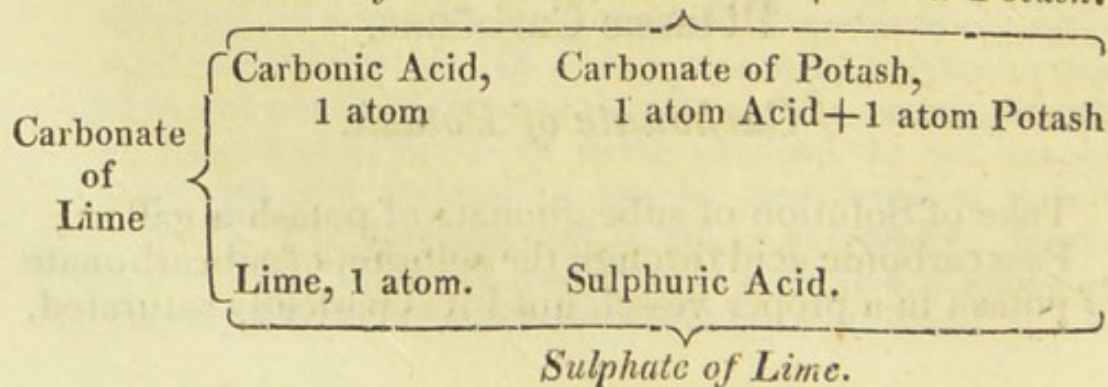 Potash.
Carbonic Acid, Carbonate of Potash,
1 atom 1 atom Acid+1 atom Potash
Carbonate
of
Lime
Lime, 1 atom. Sulphuric Acid.
Sulphate of Lime.